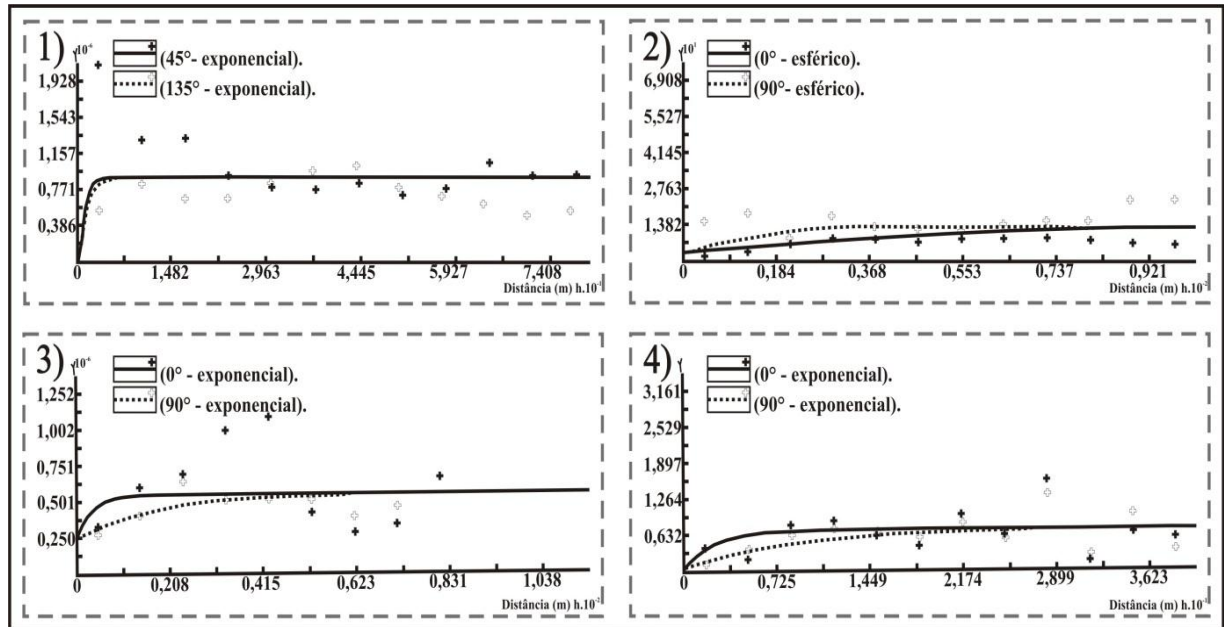 1)
γ10⁻⁶
(45°- exponencial).
(135° - exponencial).
1,928
1,543
1,157
0,771
0,386
0 1,482 2,963 4,445 5,927 7,408
Distância (m) h.10⁻¹
2)
γ10¹
(0° - esférico).
(90°- esférico).
6,908
5,527
4,145
2,763
1,382
0 0,184 0,368 0,553 0,737 0,921
Distância (m) h.10⁻²
3)
γ10⁻⁶
(0° - exponencial).
(90° - exponencial).
1,252
1,002
0,751
0,501
0,250
0 0,208 0,415 0,623 0,831 1,038
Distância (m) h.10⁻²
4)
γ
(0° - exponencial).
(90° - exponencial).
3,161
2,529
1,897
1,264
0,632
0 0,725 1,449 2,174 2,899 3,623
Distância (m) h.10⁻¹